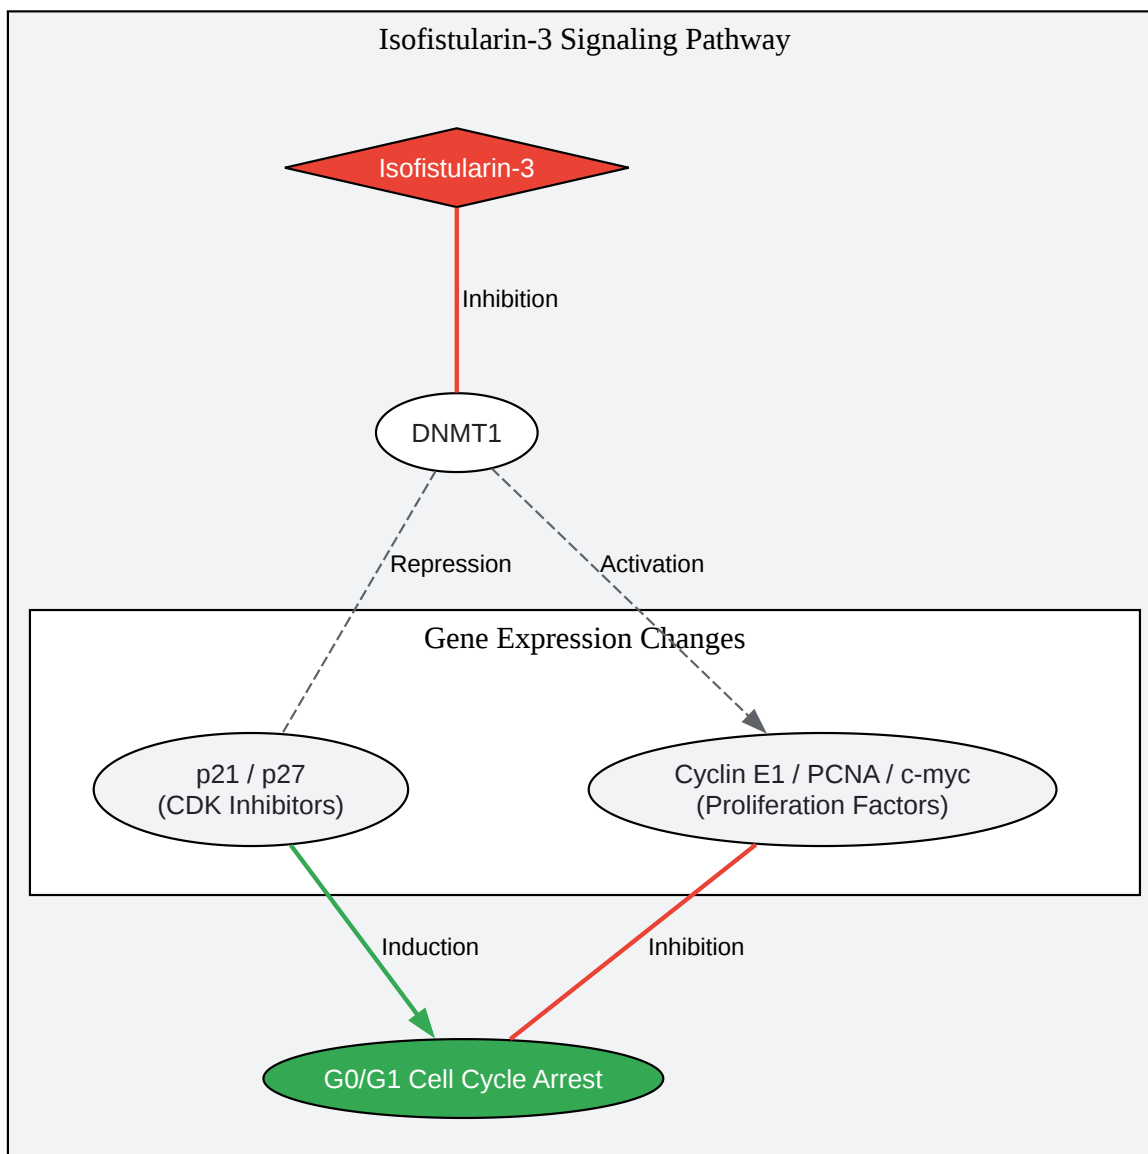 Isofistularin-3 Signaling Pathway
Isofistularin-3
Inhibition
DNMT1
Repression
Activation
Gene Expression Changes
p21 / p27
(CDK Inhibitors)
Cyclin E1 / PCNA / c-myc
(Proliferation Factors)
Induction
Inhibition
G0/G1 Cell Cycle Arrest